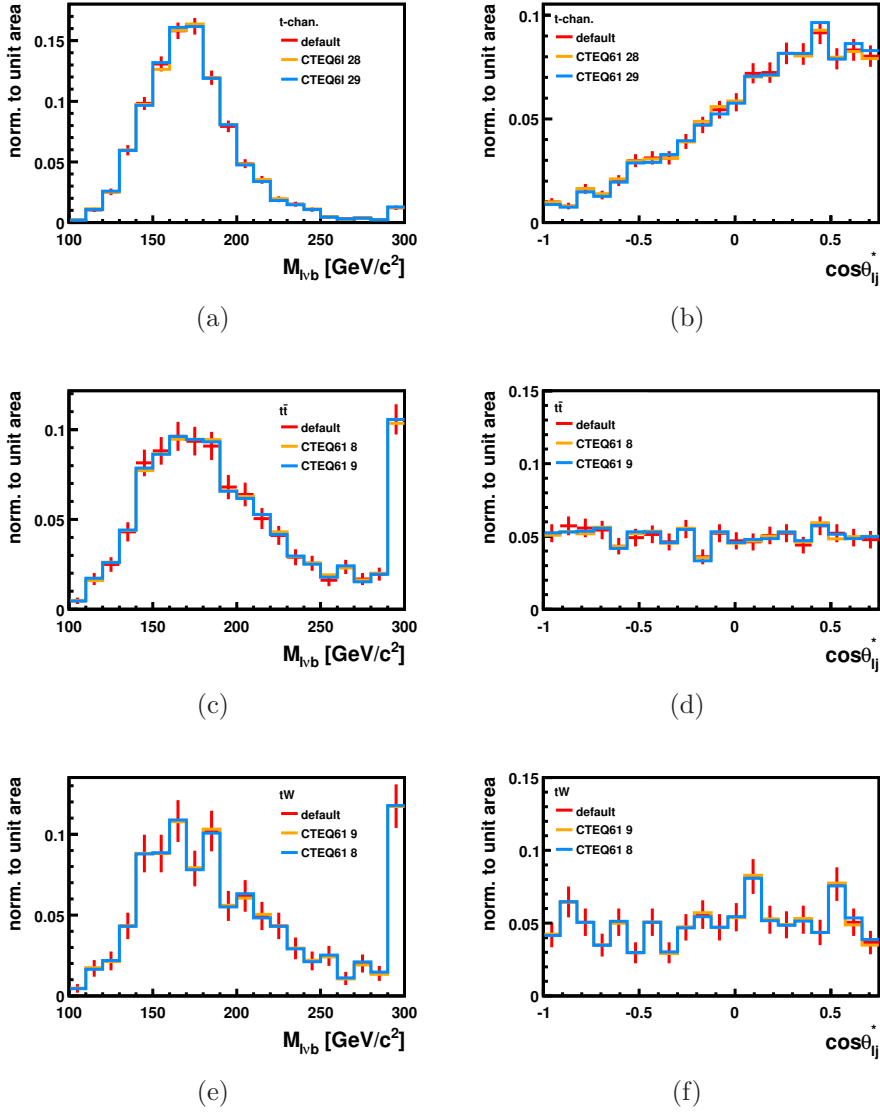 norm. to unit area
0.15
0.1
0.05
0
t-chan.
default
CTEQ6l 28
CTEQ6l 29
100 150 200 250 300
M_lνb [GeV/c²]
(a)
norm. to unit area
0.1
0.05
0
t-chan.
default
CTEQ61 28
CTEQ61 29
-1 -0.5 0 0.5
cosθ*_lj
(b)
norm. to unit area
0.1
0.05
0
tt̄
default
CTEQ61 8
CTEQ61 9
100 150 200 250 300
M_lνb [GeV/c²]
(c)
norm. to unit area
0.15
0.1
0.05
0
tt̄
default
CTEQ61 8
CTEQ61 9
-1 -0.5 0 0.5
cosθ*_lj
(d)
norm. to unit area
0.1
0.05
0
tW
default
CTEQ61 9
CTEQ61 8
100 150 200 250 300
M_lνb [GeV/c²]
(e)
norm. to unit area
0.15
0.1
0.05
0
tW
default
CTEQ61 9
CTEQ61 8
-1 -0.5 0 0.5
cosθ*_lj
(f)